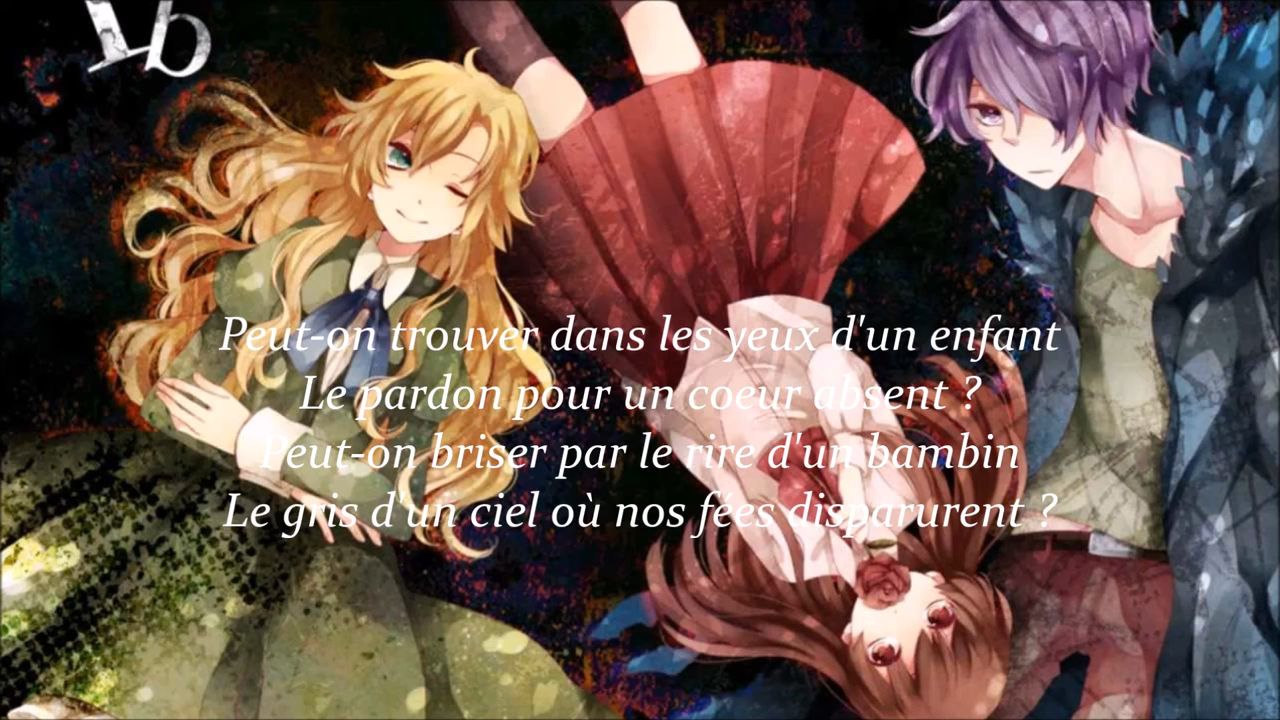 Ib
Peut-on trouver dans les yeux d'un enfant
Le pardon pour un coeur absent ?
Peut-on briser par le rire d'un bambin
Le gris d'un ciel où nos fées disparurent ?